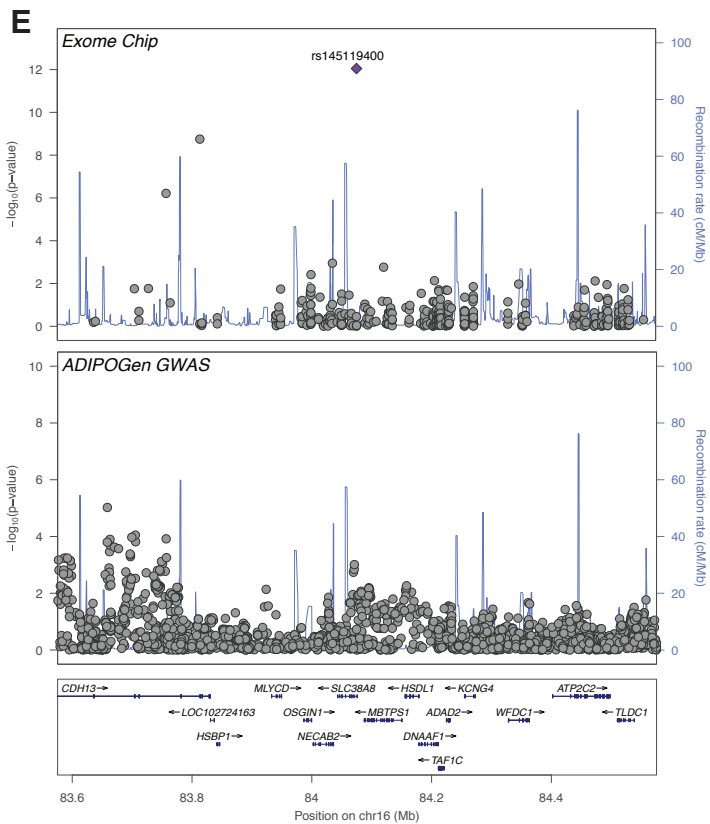 E
Exome Chip
rs145119400
12
10
8
6
4
2
0
100
80
60
40
20
0
−log10(p−value)
Recombination rate (cM/Mb)
ADIPOGen GWAS
10
8
6
4
2
0
100
80
60
40
20
0
−log10(p−value)
Recombination rate (cM/Mb)
CDH13→ MLYCD→ ←SLC38A8 ←HSDL1 ←KCNG4 ATP2C2→
←LOC102724163 OSGIN1→ ←MBTPS1 ADAD2→ WFDC1→ ←TLDC1
HSBP1→ NECAB2→ DNAAF1→
←TAF1C
83.6 83.8 84 84.2 84.4
Position on chr16 (Mb)